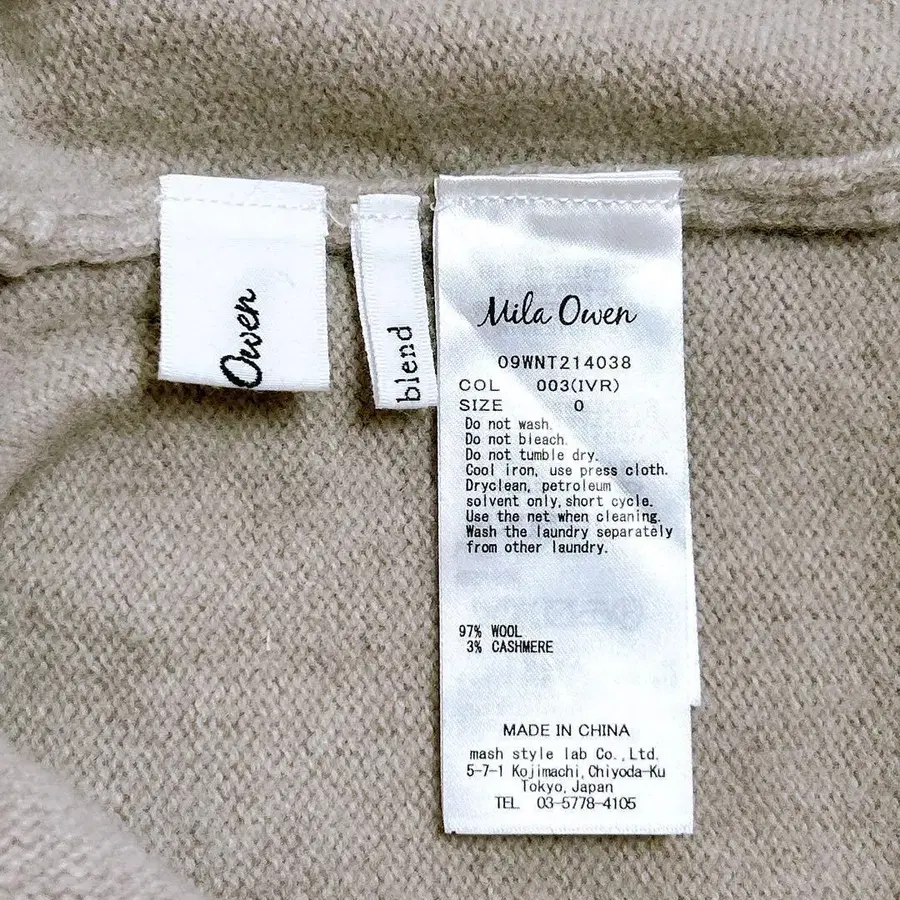 Owen
blend
Mila Owen
09WNT214038
COL 003(IVR)
SIZE 0
Do not wash.
Do not bleach.
Do not tumble dry.
Cool iron, use press cloth.
Dryclean, petroleum
solvent only,short cycle.
Use the net when cleaning.
Wash the laundry separately
from other laundry.
97% WOOL
3% CASHMERE
MADE IN CHINA
mash style lab Co.,Ltd.
5-7-1 Kojimachi,Chiyoda-Ku
Tokyo,Japan
TEL 03-5778-4105